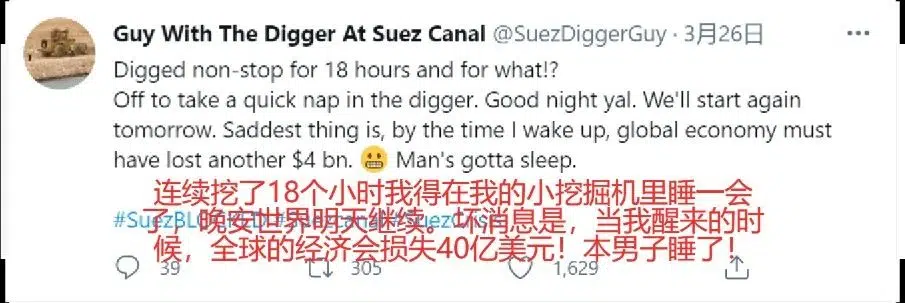 Guy With The Digger At Suez Canal @SuezDiggerGuy · 3月26日
Digged non-stop for 18 hours and for what!?
Off to take a quick nap in the digger. Good night yal. We'll start again
tomorrow. Saddest thing is, by the time I wake up, global economy must
have lost another $4 bn. 😬 Man's gotta sleep.
连续挖了18个小时我得在我的小挖掘机里睡一会
了，晚安世界明天继续。坏消息是，当我醒来的时
候，全球的经济会损失40亿美元！本男子睡了！
39 305 1,629